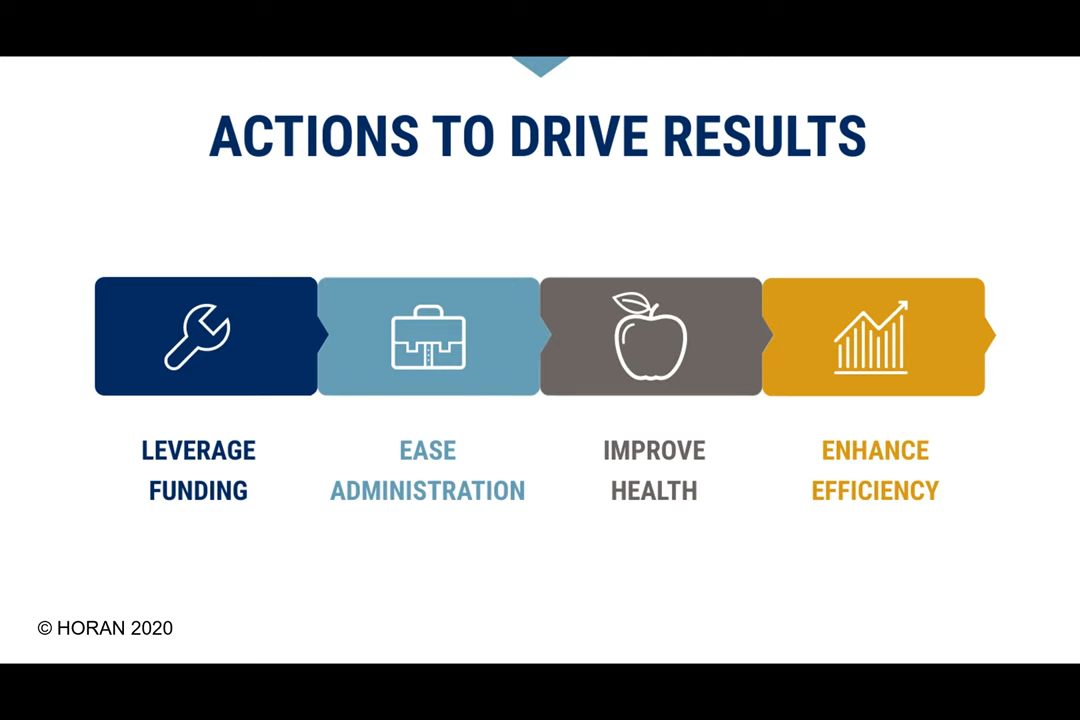 ACTIONS TO DRIVE RESULTS
LEVERAGE
FUNDING
EASE
ADMINISTRATION
IMPROVE
HEALTH
ENHANCE
EFFICIENCY
© HORAN 2020